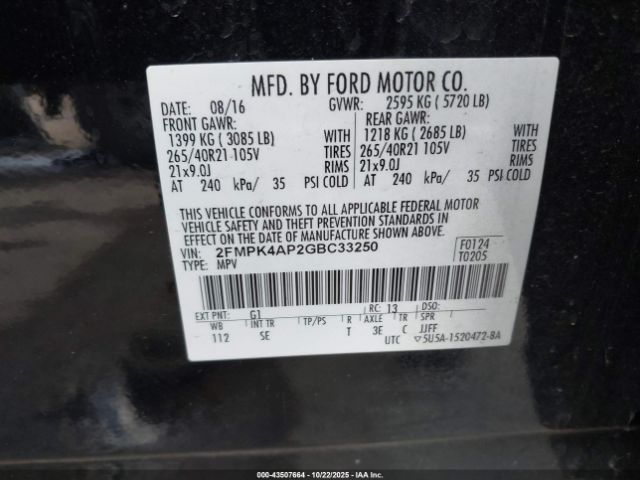 MFD. BY FORD MOTOR CO.
DATE: 08/16 GVWR: 2595 KG ( 5720 LB)
FRONT GAWR: REAR GAWR:
1399 KG ( 3085 LB) WITH 1218 KG ( 2685 LB) WITH
265/40R21 105V TIRES 265/40R21 105V TIRES
21x9.0J RIMS 21x9.0J RIMS
AT 240 kPa/ 35 PSI COLD AT 240 kPa/ 35 PSI COLD
THIS VEHICLE CONFORMS TO ALL APPLICABLE FEDERAL MOTOR
VEHICLE SAFETY AND THEFT PREVENTION STANDARDS IN
EFFECT ON THE DATE OF MANUFACTURE SHOWN ABOVE.
VIN: 2FMPK4AP2GBC33250 F0124
TYPE: MPV T0205
EXT PNT: G1 RC: 13 DSO:
WB INT TR TP/PS R AXLE TR SPR
112 SE T 3E C JJFF
UTC ▽5U5A-1520472-BA
000-43507664 | 10/22/2025 | IAAI.COM